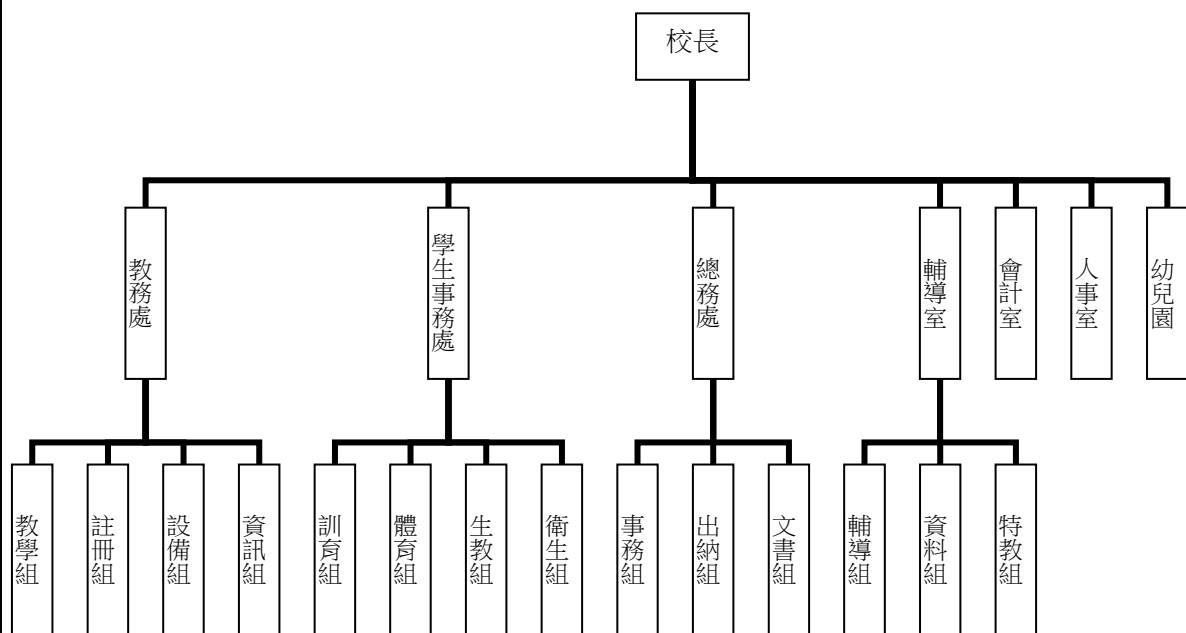 校長
教務處
學生事務處
總務處
輔導室
會計室
人事室
幼兒園
教學組
註冊組
設備組
資訊組
訓育組
體育組
生教組
衛生組
事務組
出納組
文書組
輔導組
資料組
特教組